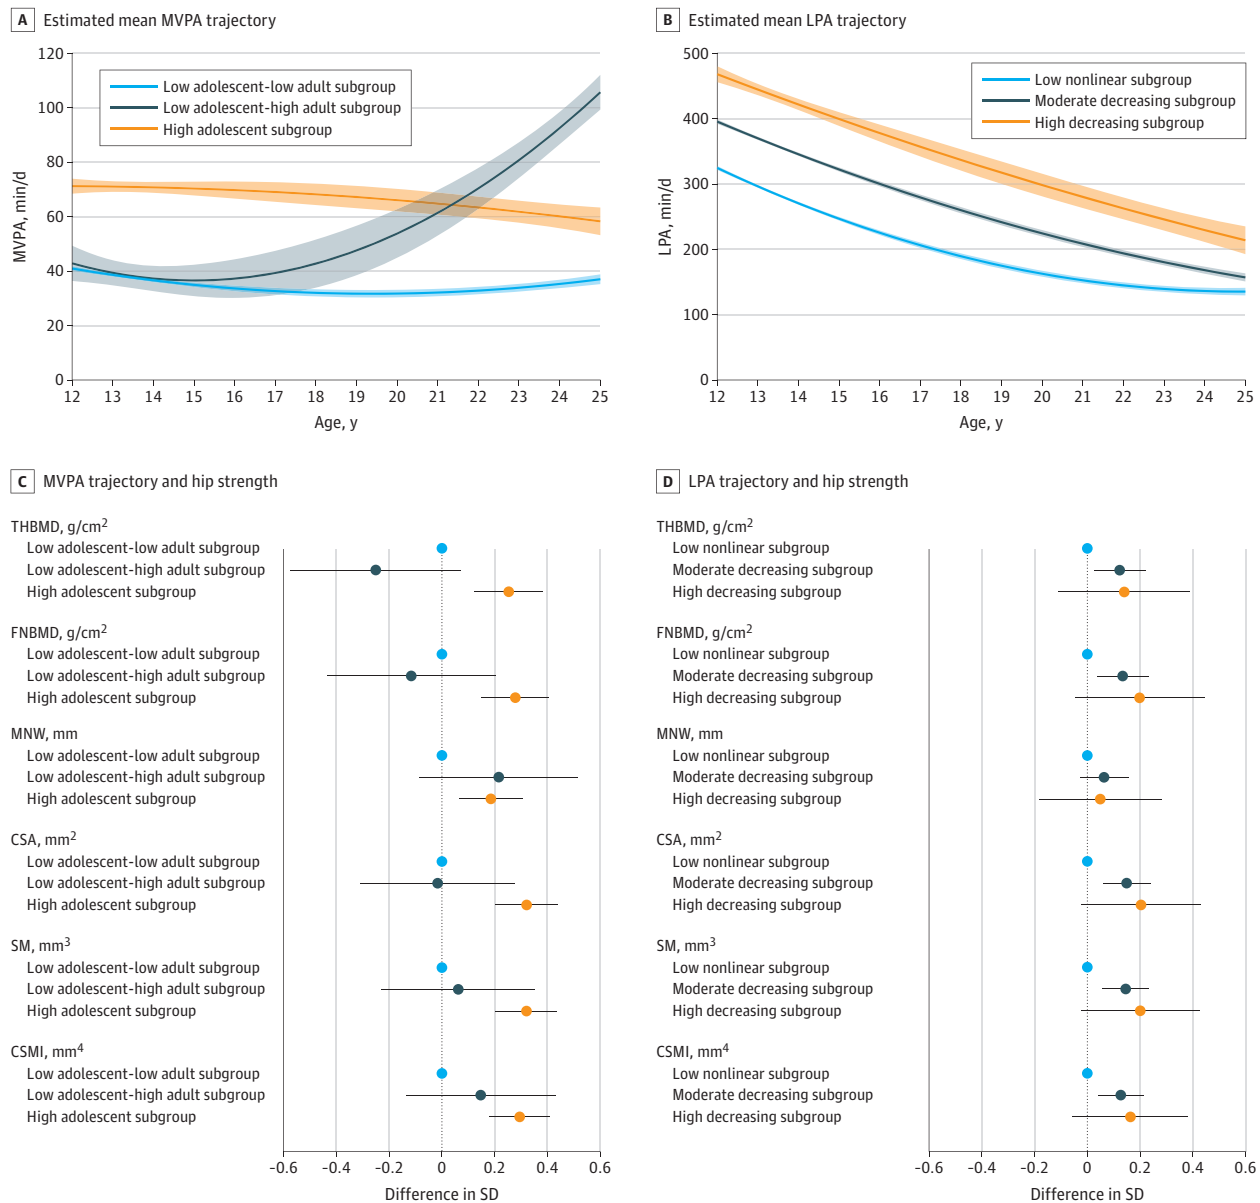 A Estimated mean MVPA trajectory
120
100
80
60
40
20
0
MVPA, min/d
Low adolescent-low adult subgroup
Low adolescent-high adult subgroup
High adolescent subgroup
12 13 14 15 16 17 18 19 20 21 22 23 24 25
Age, y
B Estimated mean LPA trajectory
500
400
300
200
100
0
LPA, min/d
Low nonlinear subgroup
Moderate decreasing subgroup
High decreasing subgroup
12 13 14 15 16 17 18 19 20 21 22 23 24 25
Age, y
C MVPA trajectory and hip strength
THBMD, g/cm²
Low adolescent-low adult subgroup
Low adolescent-high adult subgroup
High adolescent subgroup
FNBMD, g/cm²
Low adolescent-low adult subgroup
Low adolescent-high adult subgroup
High adolescent subgroup
MNW, mm
Low adolescent-low adult subgroup
Low adolescent-high adult subgroup
High adolescent subgroup
CSA, mm²
Low adolescent-low adult subgroup
Low adolescent-high adult subgroup
High adolescent subgroup
SM, mm³
Low adolescent-low adult subgroup
Low adolescent-high adult subgroup
High adolescent subgroup
CSMI, mm⁴
Low adolescent-low adult subgroup
Low adolescent-high adult subgroup
High adolescent subgroup
-0.6 -0.4 -0.2 0 0.2 0.4 0.6
Difference in SD
D LPA trajectory and hip strength
THBMD, g/cm²
Low nonlinear subgroup
Moderate decreasing subgroup
High decreasing subgroup
FNBMD, g/cm²
Low nonlinear subgroup
Moderate decreasing subgroup
High decreasing subgroup
MNW, mm
Low nonlinear subgroup
Moderate decreasing subgroup
High decreasing subgroup
CSA, mm²
Low nonlinear subgroup
Moderate decreasing subgroup
High decreasing subgroup
SM, mm³
Low nonlinear subgroup
Moderate decreasing subgroup
High decreasing subgroup
CSMI, mm⁴
Low nonlinear subgroup
Moderate decreasing subgroup
High decreasing subgroup
-0.6 -0.4 -0.2 0 0.2 0.4 0.6
Difference in SD